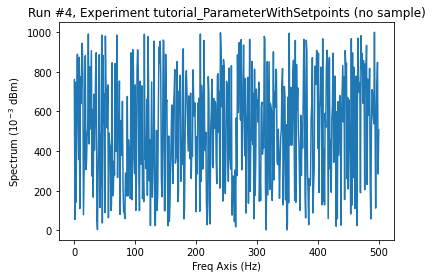 Run #4, Experiment tutorial_ParameterWithSetpoints (no sample)
1000
800
600
400
200
0
Spectrum (10⁻³ dBm)
0 100 200 300 400 500
Freq Axis (Hz)